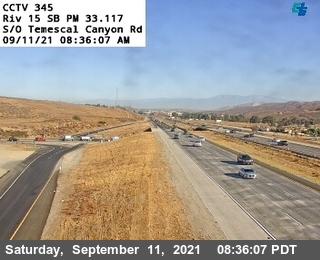 CCTV 345
Riv 15 SB PM 33.117
S/O Temescal Canyon Rd
09/11/21 08:36:07 AM
Saturday, September 11, 2021 08:36:07 PDT